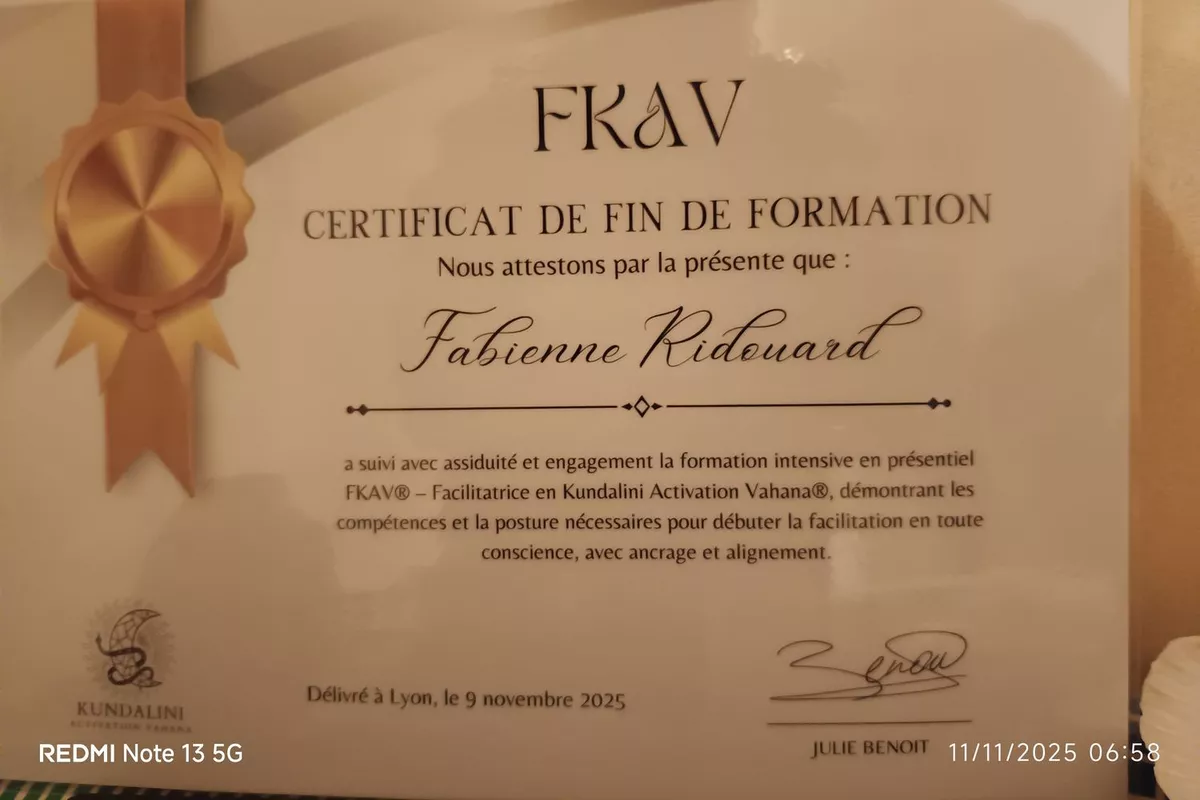 FKAV
CERTIFICAT DE FIN DE FORMATION
Nous attestons par la présente que :
Fabienne Ridouard
a suivi avec assiduité et engagement la formation intensive en présentiel
FKAV® – Facilitatrice en Kundalini Activation Vahana®, démontrant les
compétences et la posture nécessaires pour débuter la facilitation en toute
conscience, avec ancrage et alignement.
KUNDALINI
ACTIVATION VAHANA
Délivré à Lyon, le 9 novembre 2025
Benoit
JULIE BENOIT
REDMI Note 13 5G
11/11/2025 06:58